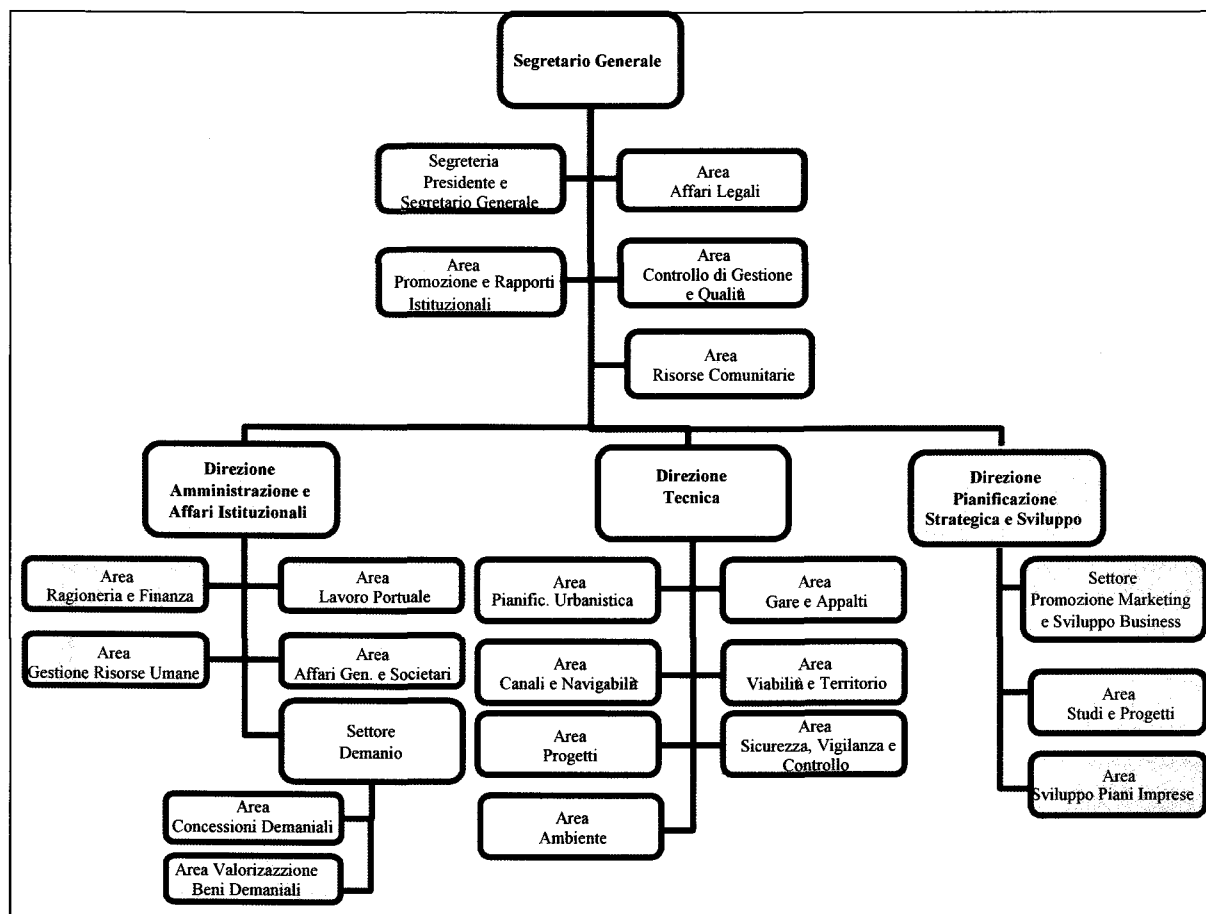 Segretario Generale
Segreteria
Presidente e
Segretario Generale
Area
Affari Legali
Area
Promozione e Rapporti
Istituzionali
Area
Controllo di Gestione
e Qualità
Area
Risorse Comunitarie
Direzione
Amministrazione e
Affari Istituzionali
Direzione
Tecnica
Direzione
Pianificazione
Strategica e Sviluppo
Area
Ragioneria e Finanza
Area
Lavoro Portuale
Area
Gestione Risorse Umane
Area
Affari Gen. e Societari
Settore
Demanio
Area
Concessioni Demaniali
Area Valorizazzione
Beni Demaniali
Area
Pianific. Urbanistica
Area
Gare e Appalti
Area
Canali e Navigabilità
Area
Viabilità e Territorio
Area
Progetti
Area
Sicurezza, Vigilanza e
Controllo
Area
Ambiente
Settore
Promozione Marketing
e Sviluppo Business
Area
Studi e Progetti
Area
Sviluppo Piani Imprese